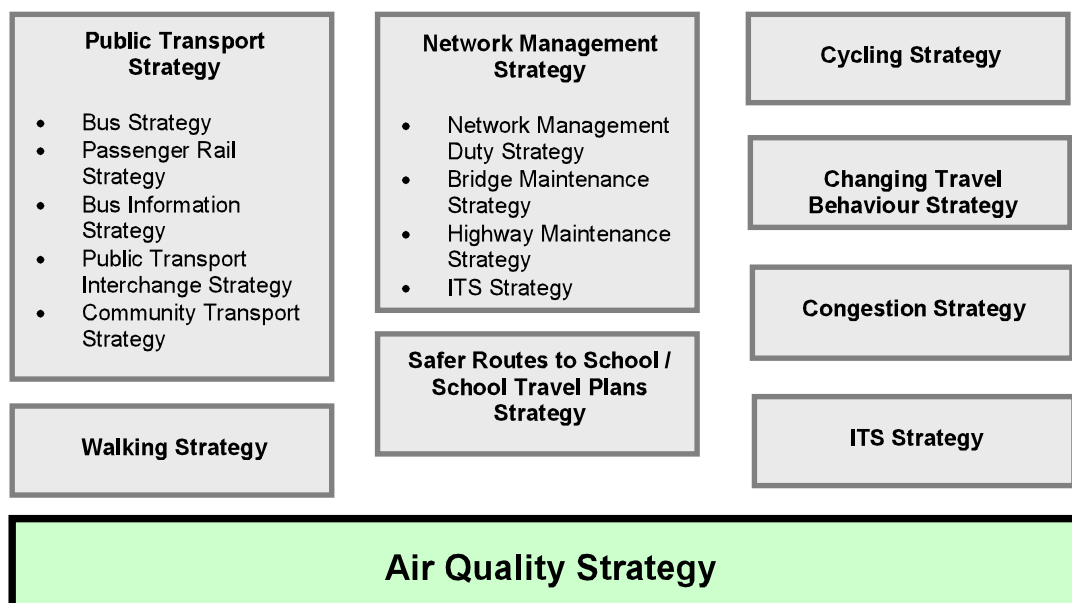 Public Transport
Strategy
• Bus Strategy
• Passenger Rail
Strategy
• Bus Information
Strategy
• Public Transport
Interchange Strategy
• Community Transport
Strategy
Walking Strategy
Network Management
Strategy
• Network Management
Duty Strategy
• Bridge Maintenance
Strategy
• Highway Maintenance
Strategy
• ITS Strategy
Safer Routes to School /
School Travel Plans
Strategy
Cycling Strategy
Changing Travel
Behaviour Strategy
Congestion Strategy
ITS Strategy
Air Quality Strategy